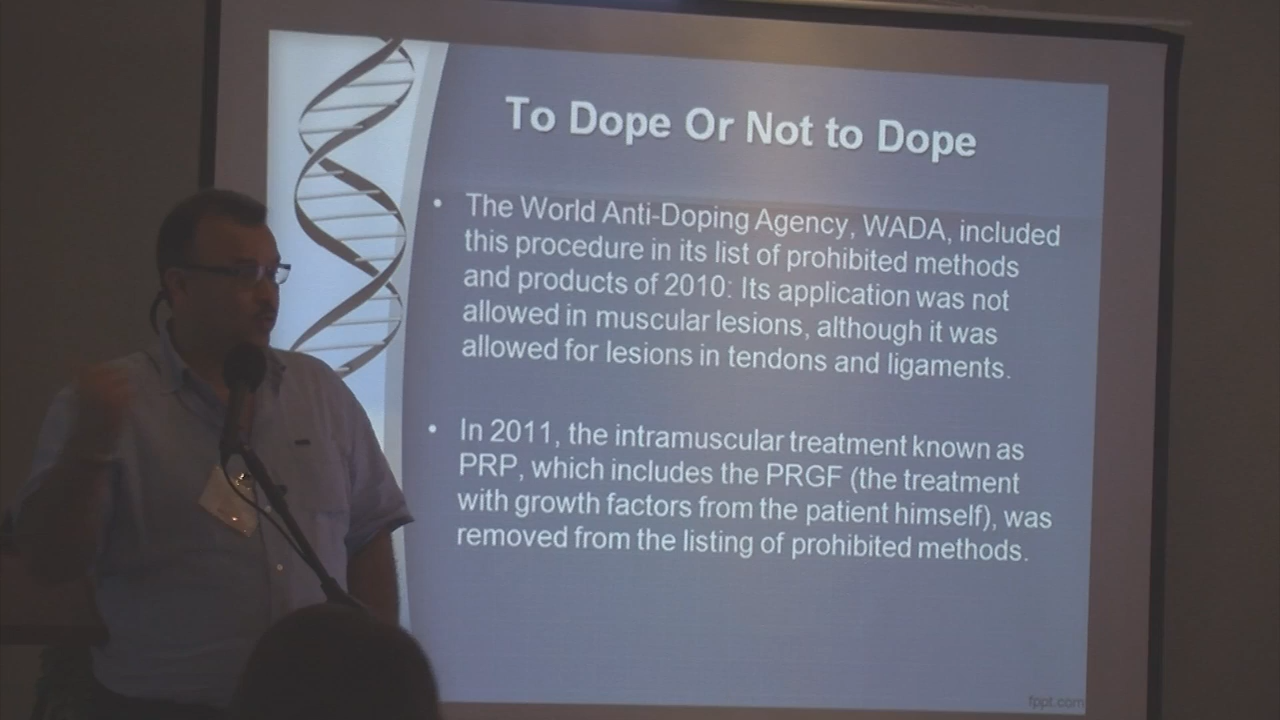 To Dope Or Not to Dope
• The World Anti-Doping Agency, WADA, included
this procedure in its list of prohibited methods
and products of 2010: Its application was not
allowed in muscular lesions, although it was
allowed for lesions in tendons and ligaments.
• In 2011, the intramuscular treatment known as
PRP, which includes the PRGF (the treatment
with growth factors from the patient himself), was
removed from the listing of prohibited methods.
fppt.com